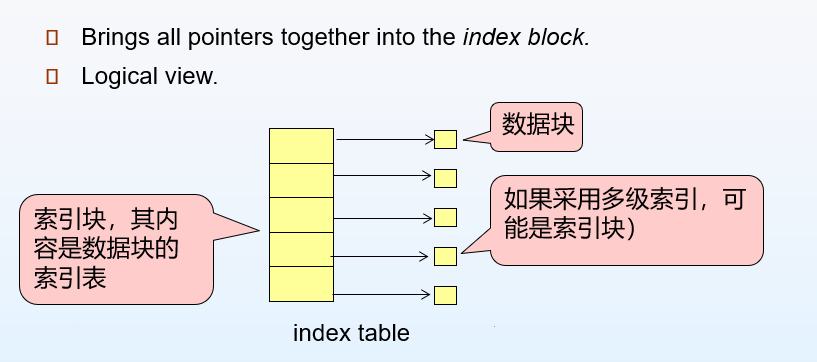 Brings all pointers together into the index block.
Logical view.
数据块
如果采用多级索引，可
能是索引块）
索引块，其内
容是数据块的
索引表
index table